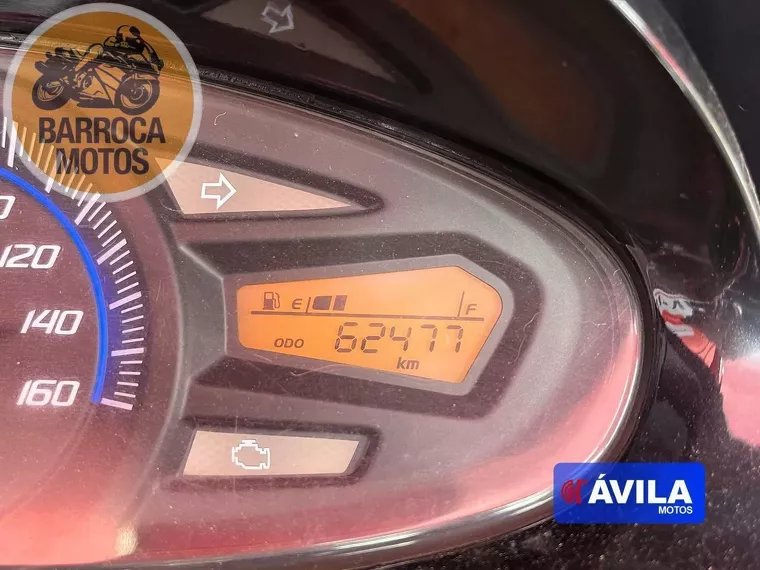 BARROCA
MOTOS
120
140
160
E F
ODO 62477
km
ÁVILA
MOTOS